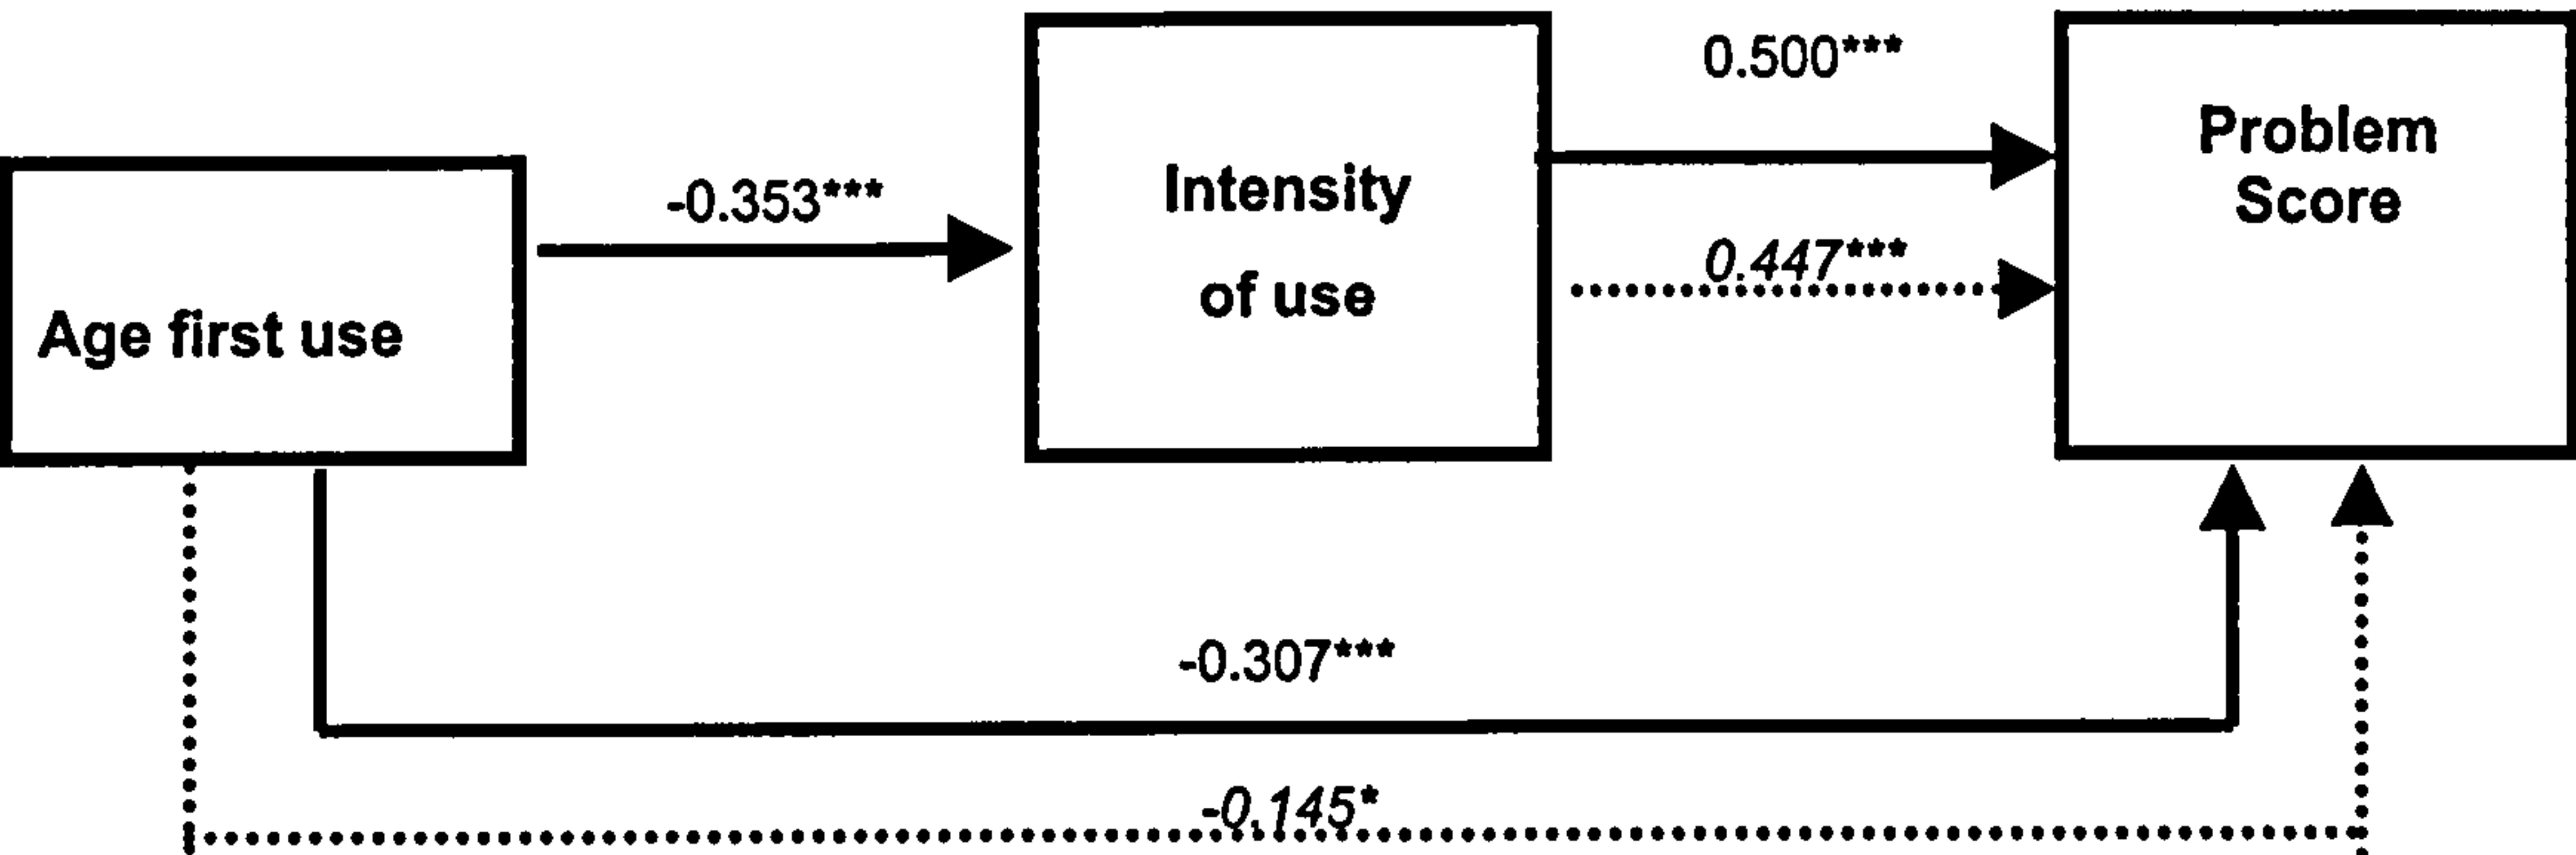 0.500***
Problem
Score
-0.353***
Intensity
of use
0.447***
Age first use
-0.307***
-0.145*